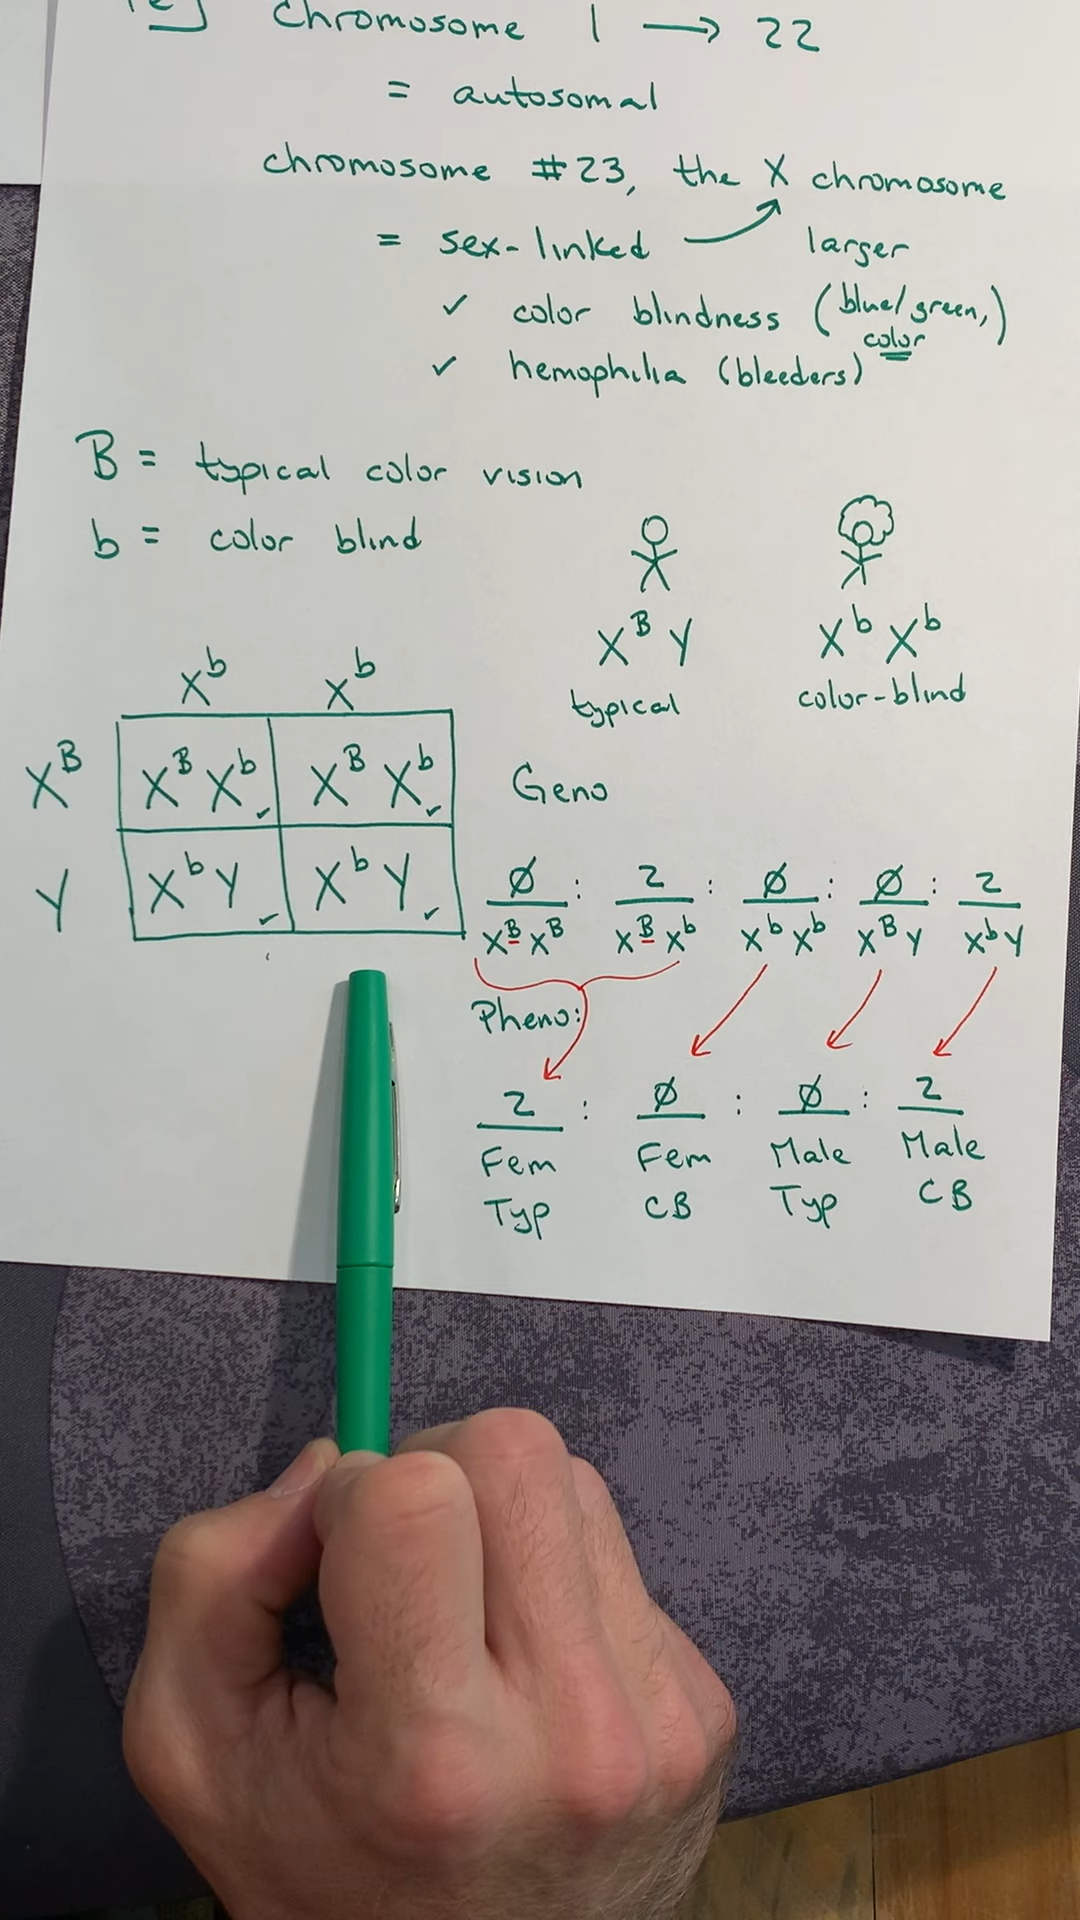 Chromosome 1 → 22
= autosomal
chromosome #23, the X chromosome
= sex-linked larger
✓ color blindness (blue/green,)
color
✓ hemophilia (bleeders)
B = typical color vision
b = color blind
X^B Y X^b X^b
typical color-blind
X^b X^b
X^B X^B X^b X^B X^b
Geno
Y X^b Y X^b Y
Ø : 2 : Ø : Ø : 2
X^B X^B X^B X^b X^b X^b X^B Y X^b Y
Pheno:
2 : Ø : Ø : 2
Fem Fem Male Male
Typ CB Typ CB